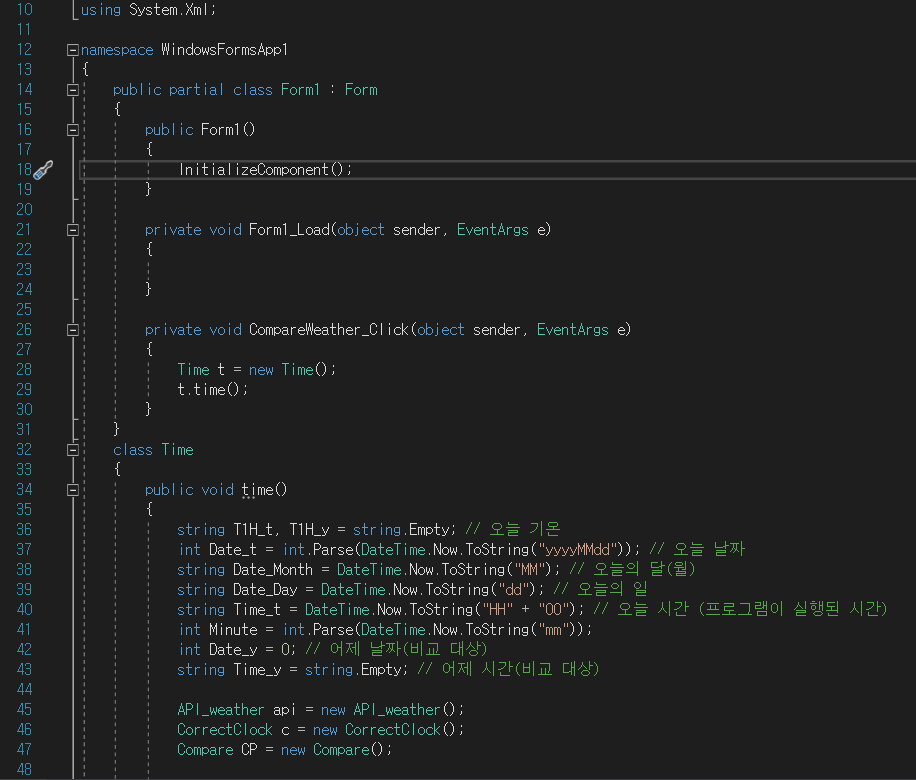 10 using System.Xml;
11
12 namespace WindowsFormsApp1
13 {
14 public partial class Form1 : Form
15 {
16 public Form1()
17 {
18 InitializeComponent();
19 }
20
21 private void Form1_Load(object sender, EventArgs e)
22 {
23
24 }
25
26 private void CompareWeather_Click(object sender, EventArgs e)
27 {
28 Time t = new Time();
29 t.time();
30 }
31 }
32 class Time
33 {
34 public void time()
35 {
36 string T1H_t, T1H_y = string.Empty; // 오늘 기온
37 int Date_t = int.Parse(DateTime.Now.ToString("yyyyMMdd")); // 오늘 날짜
38 string Date_Month = DateTime.Now.ToString("MM"); // 오늘의 달(월)
39 string Date_Day = DateTime.Now.ToString("dd"); // 오늘의 일
40 string Time_t = DateTime.Now.ToString("HH" + "00"); // 오늘 시간 (프로그램이 실행된 시간)
41 int Minute = int.Parse(DateTime.Now.ToString("mm"));
42 int Date_y = 0; // 어제 날짜(비교 대상)
43 string Time_y = string.Empty; // 어제 시간(비교 대상)
44
45 API_weather api = new API_weather();
46 CorrectClock c = new CorrectClock();
47 Compare CP = new Compare();
48